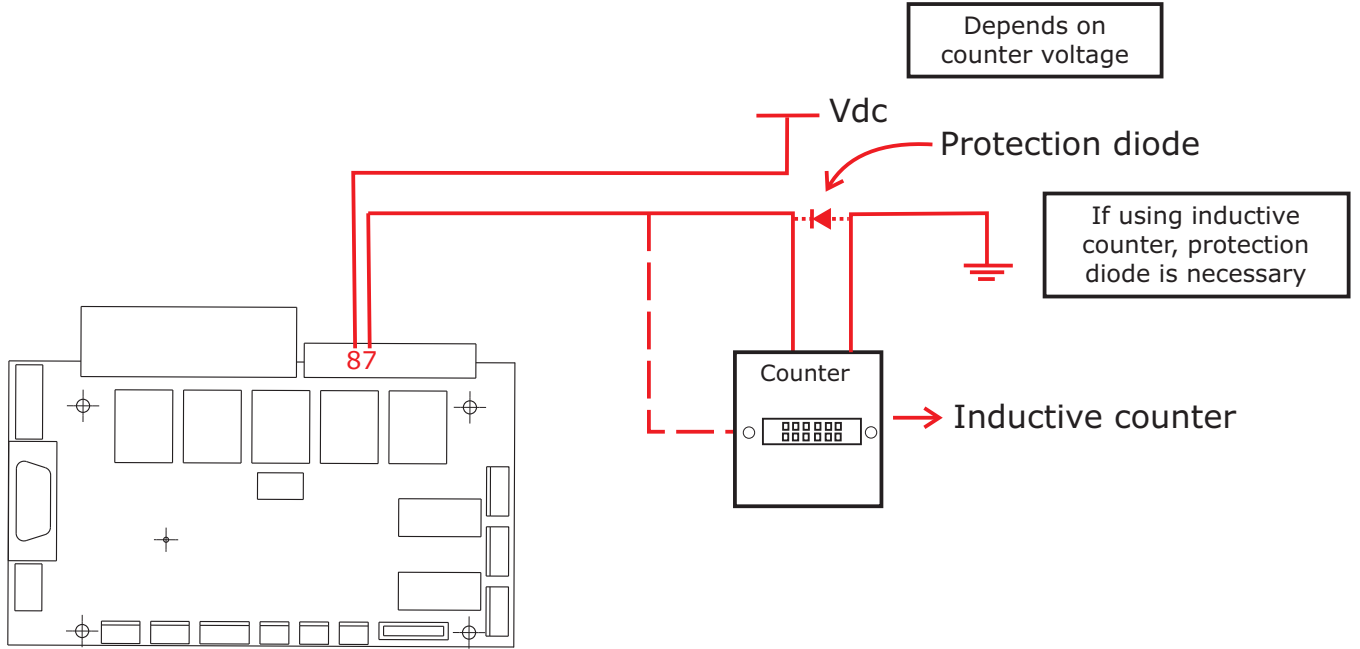 Depends on
counter voltage
Vdc
Protection diode
If using inductive
counter, protection
diode is necessary
87
Counter
Inductive counter